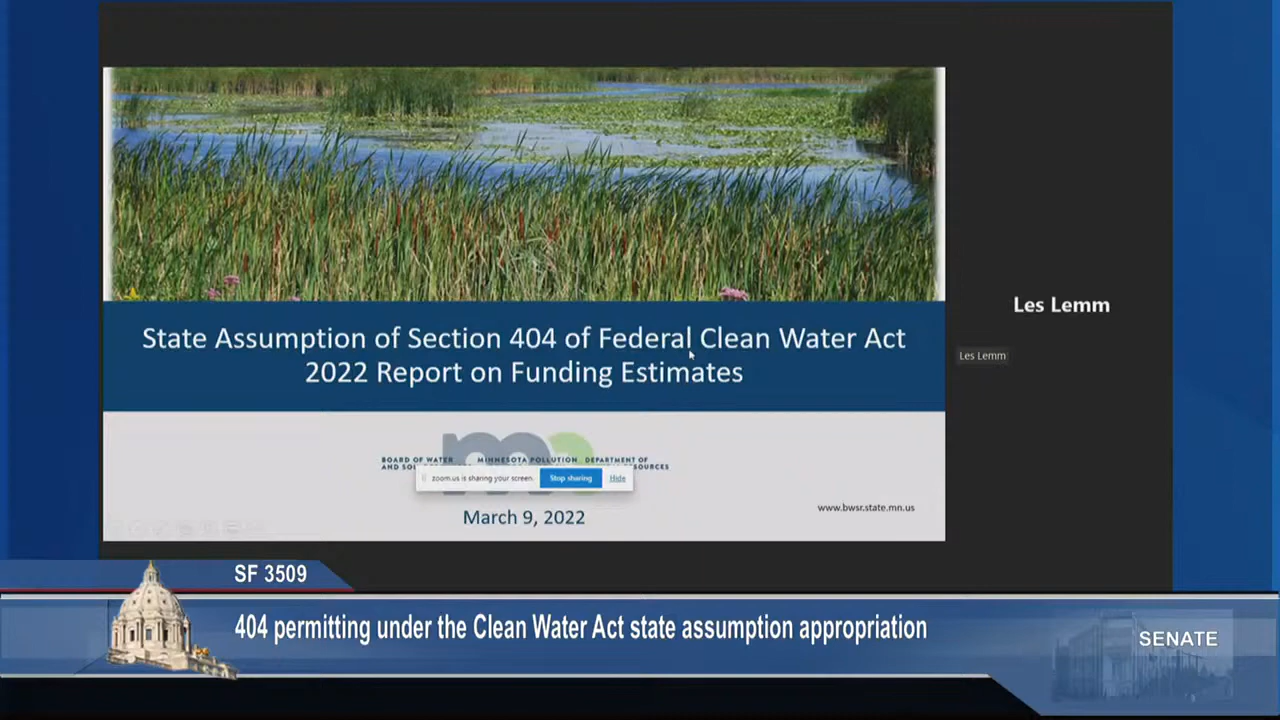 State Assumption of Section 404 of Federal Clean Water Act
2022 Report on Funding Estimates
Les Lemm
Les Lemm
BOARD OF WATER
AND
MINNESOTA POLLUTION
DEPARTMENT OF
zoom.us is sharing your screen.
Stop sharing
Hide
March 9, 2022
www.bwsr.state.mn.us
SF 3509
404 permitting under the Clean Water Act state assumption appropriation
SENATE